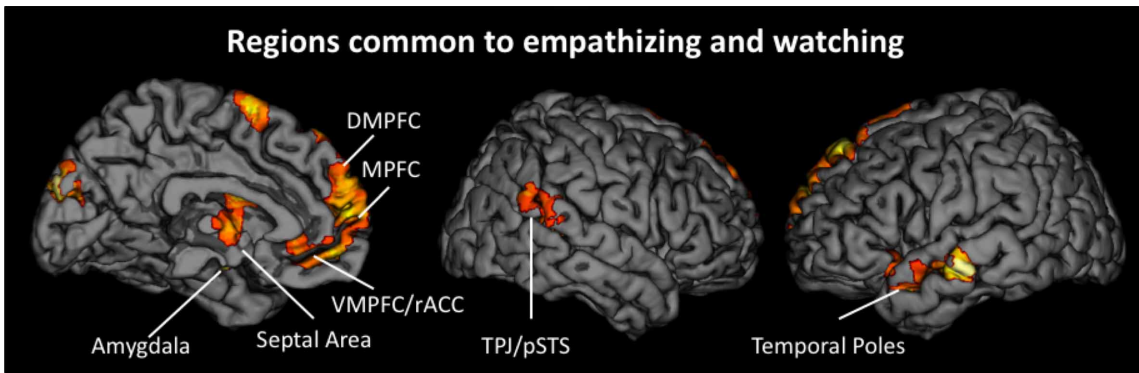 Regions common to empathizing and watching
DMPFC
MPFC
VMPFC/rACC
Amygdala
Septal Area
TPJ/pSTS
Temporal Poles